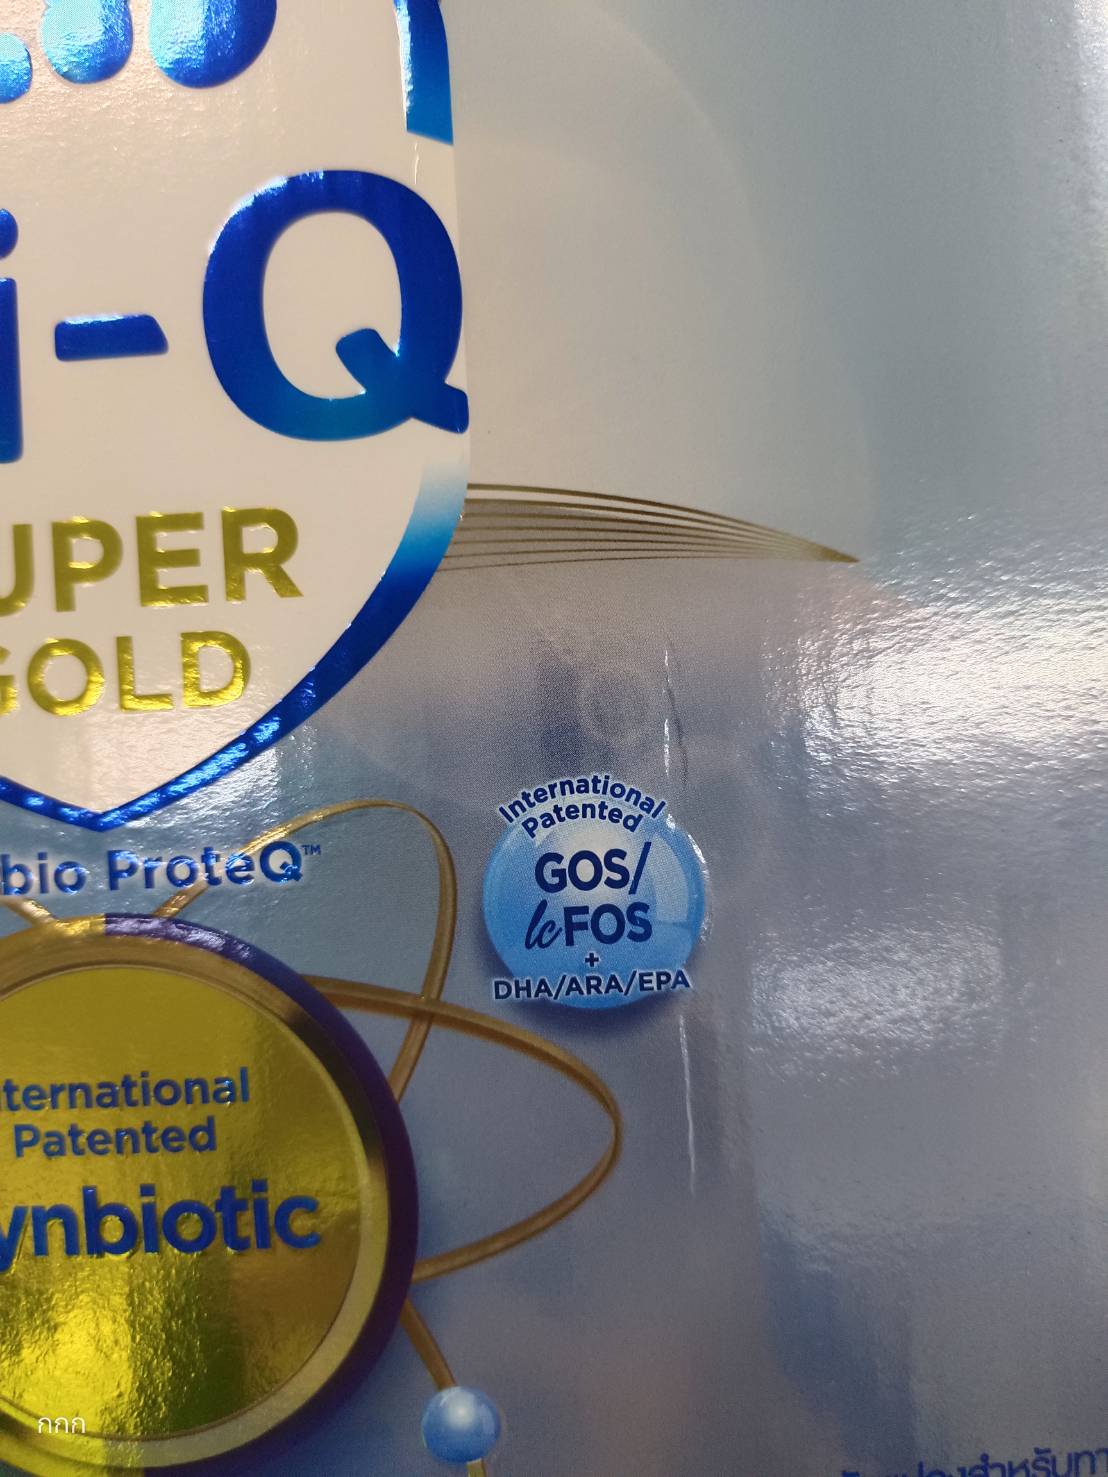 i-Q
UPER
GOLD
bio ProteQ™
International
Patented
GOS/
lcFOS
+
DHA/ARA/EPA
ternational
Patented
ynbiotic
กกก